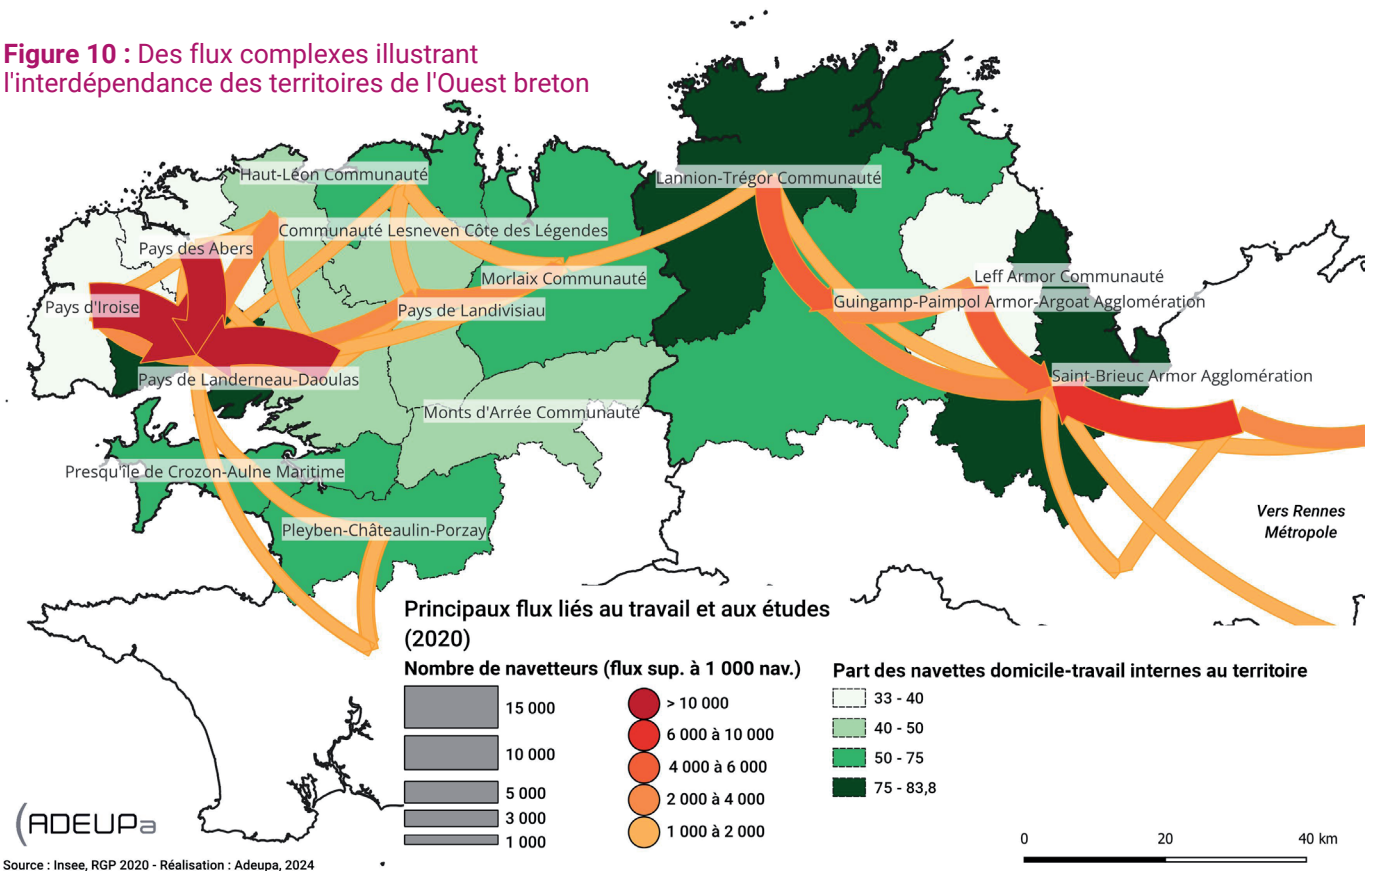 Figure 10 : Des flux complexes illustrant
l'interdépendance des territoires de l'Ouest breton
Haut-Léon Communauté
Lannion-Trégor Communauté
Communauté Lesneven Côte des Légendes
Pays des Abers
Morlaix Communauté
Leff Armor Communauté
Pays d'Iroise
Pays de Landivisiau
Guingamp-Paimpol Armor-Argoat Agglomération
Pays de Landerneau-Daoulas
Saint-Brieuc Armor Agglomération
Monts d'Arrée Communauté
Presqu'île de Crozon-Aulne Maritime
Pleyben-Châteaulin-Porzay
Vers Rennes
Métropole
Principaux flux liés au travail et aux études
(2020)
Nombre de navetteurs (flux sup. à 1 000 nav.)
15 000
10 000
5 000
3 000
1 000
> 10 000
6 000 à 10 000
4 000 à 6 000
2 000 à 4 000
1 000 à 2 000
Part des navettes domicile-travail internes au territoire
33 - 40
40 - 50
50 - 75
75 - 83,8
0 20 40 km
ADEUPa
Source : Insee, RGP 2020 - Réalisation : Adeupa, 2024